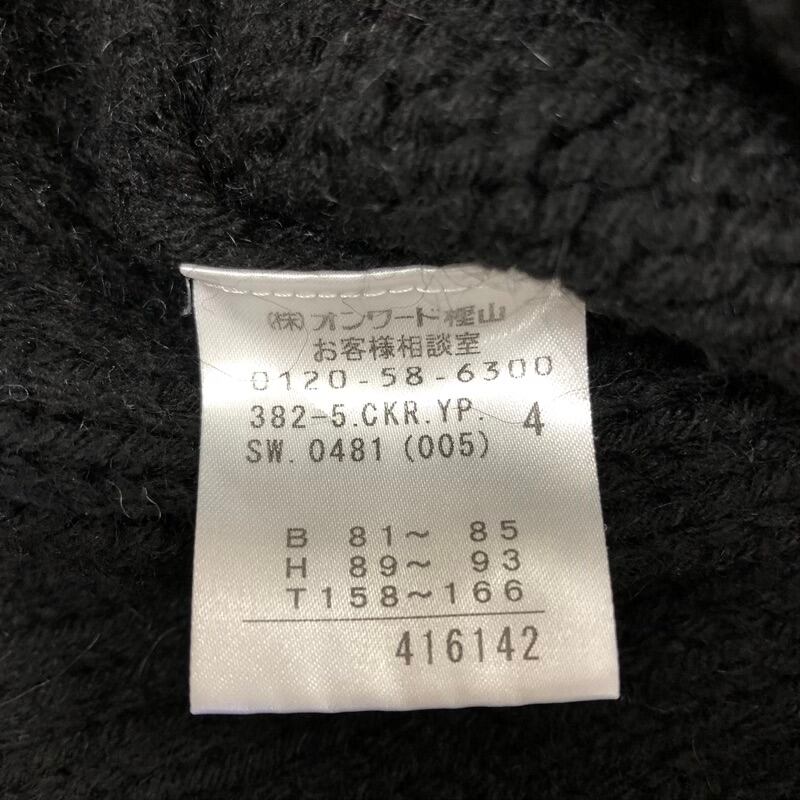 (株)オンワード樫山
お客様相談室
0120-58-6300
382-5.CKR.YP. 4
SW.0481(005)
B 81〜 85
H 89〜 93
T158〜166
416142